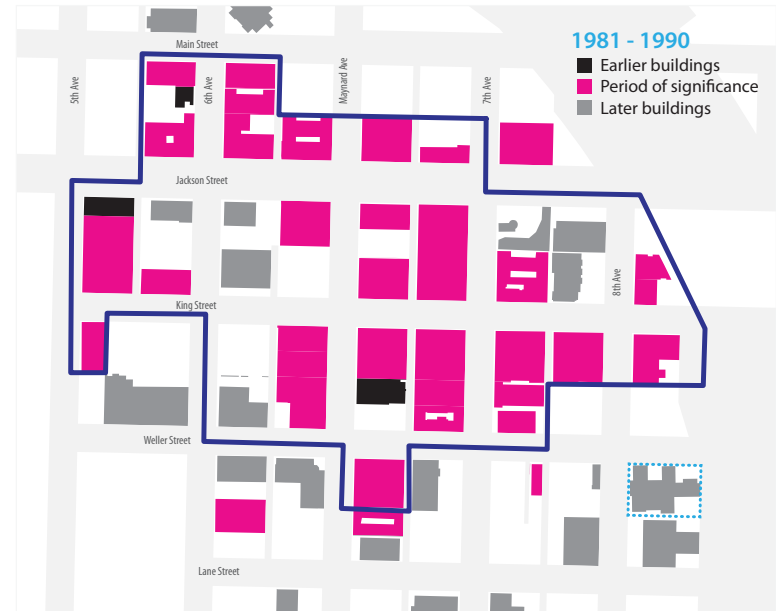 1981 - 1990
Earlier buildings
Period of significance
Later buildings
Main Street
5th Ave
6th Ave
Maynard Ave
7th Ave
Jackson Street
8th Ave
King Street
Weller Street
Lane Street